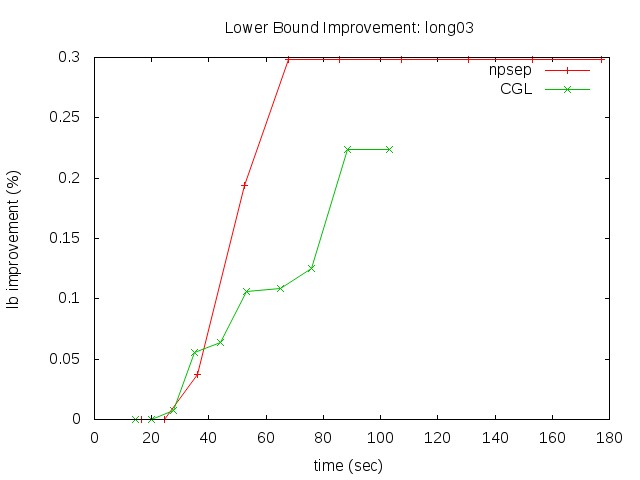 Lower Bound Improvement: long03
0.3
0.25
0.2
0.15
0.1
0.05
0
lb improvement (%)
npsep
CGL
0 20 40 60 80 100 120 140 160 180
time (sec)